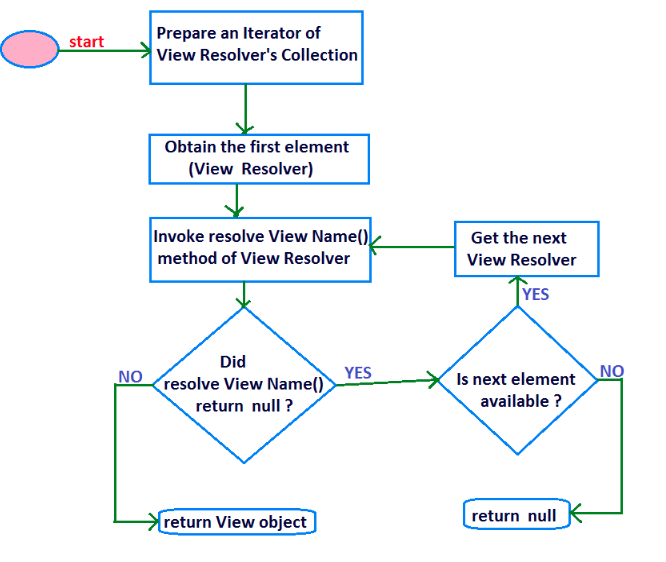 start
Prepare an Iterator of
View Resolver's Collection
Obtain the first element
(View Resolver)
Invoke resolve View Name()
method of View Resolver
Get the next
View Resolver
YES
Did
resolve View Name()
return null ?
NO
YES
Is next element
available ?
NO
return View object
return null